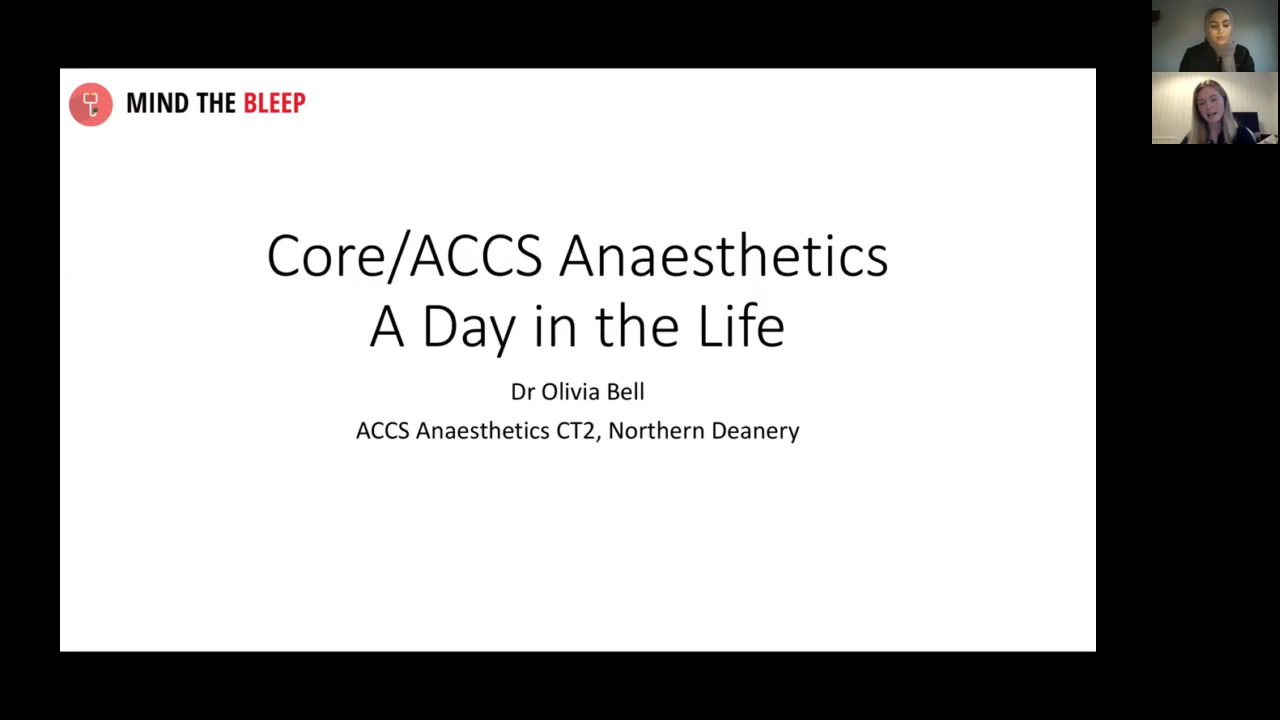 MIND THE BLEEP
Core/ACCS Anaesthetics
A Day in the Life
Dr Olivia Bell
ACCS Anaesthetics CT2, Northern Deanery